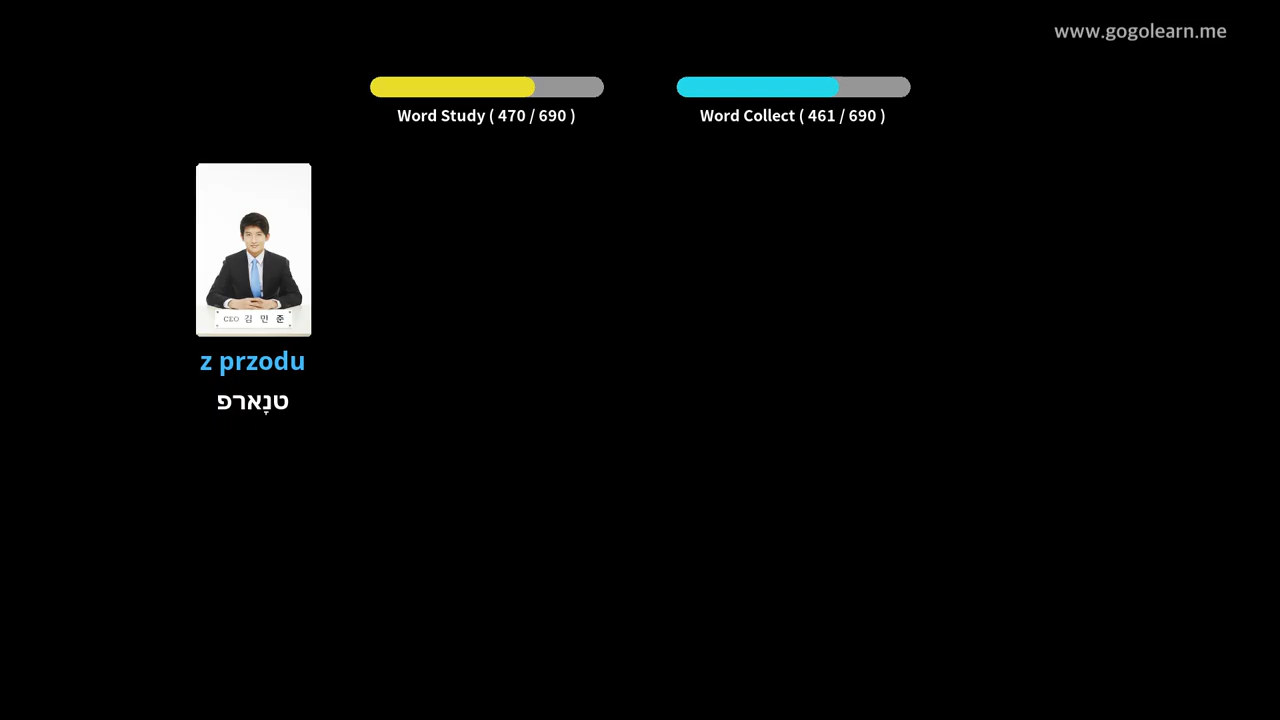 www.gogolearn.me
Word Study ( 470 / 690 )
Word Collect ( 461 / 690 )
CEO 김 민 준
z przodu
טנָארפ